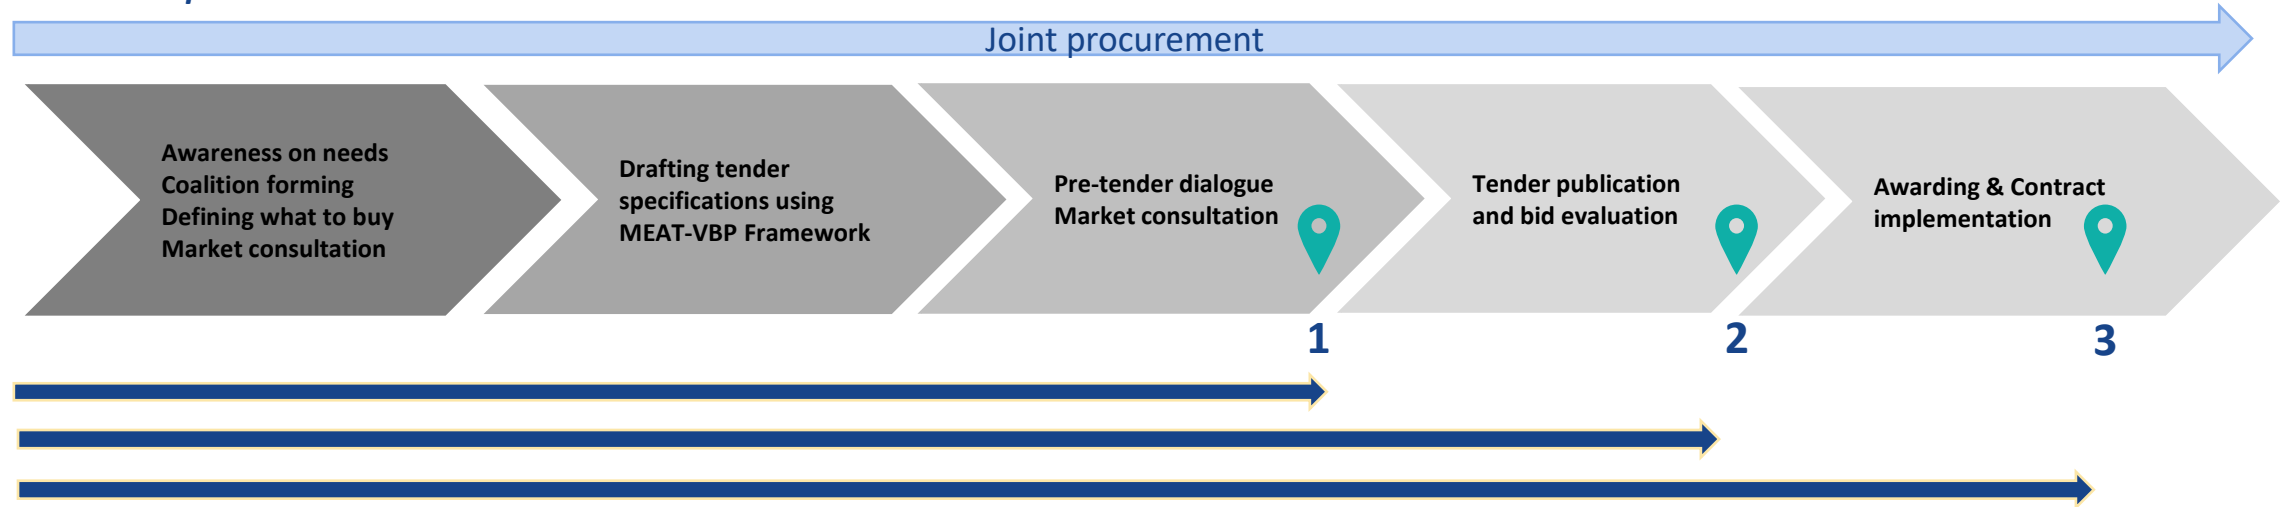 Joint procurement
Awareness on needs
Coalition forming
Defining what to buy
Market consultation
Drafting tender
specifications using
MEAT-VBP Framework
Pre-tender dialogue
Market consultation
Tender publication
and bid evaluation
Awarding & Contract
implementation
1
2
3